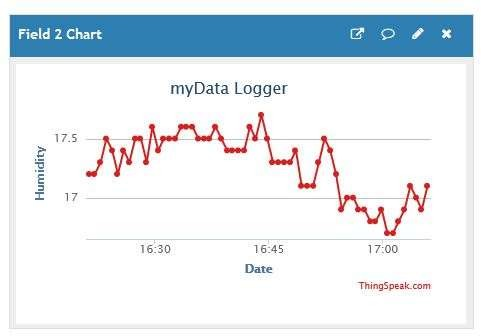 Field 2 Chart
myData Logger
Humidity
17.5
17
16:30 16:45 17:00
Date
ThingSpeak.com